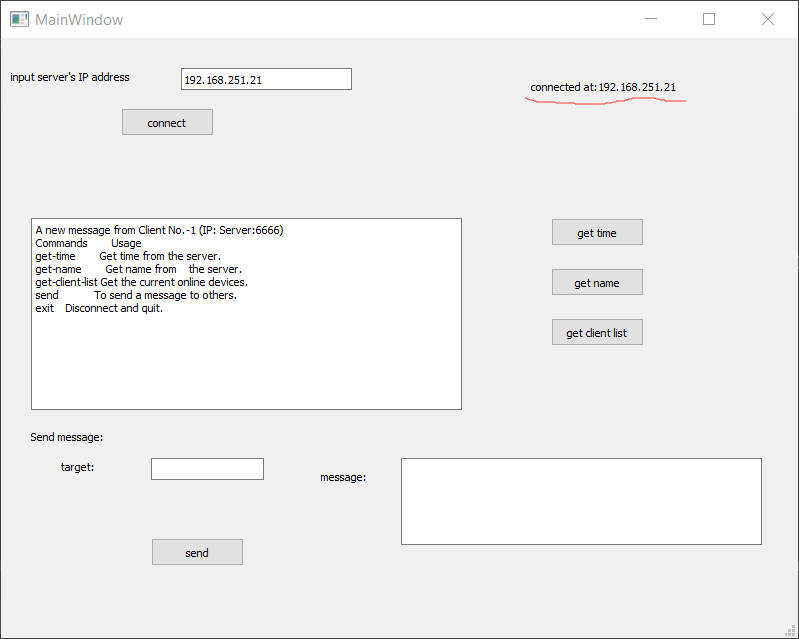 MainWindow
input server's IP address
192.168.251.21
connected at:192.168.251.21
connect
A new message from Client No.-1 (IP: Server:6666)
Commands Usage
get-time Get time from the server.
get-name Get name from the server.
get-client-list Get the current online devices.
send To send a message to others.
exit Disconnect and quit.
get time
get name
get client list
Send message:
target:
message:
send